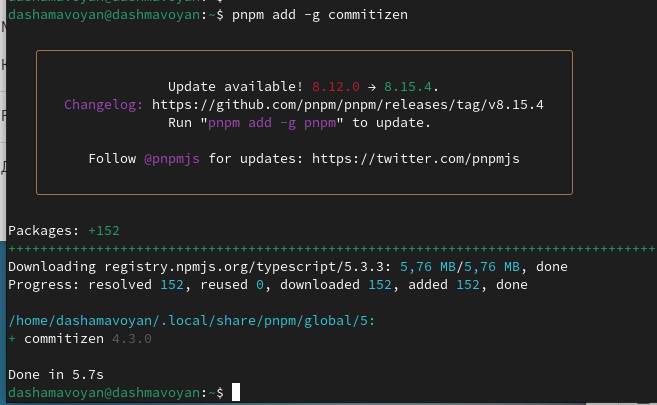 dashamavoyan@dashmavoyan:~$ pnpm add -g commitizen
Update available! 8.12.0 → 8.15.4.
Changelog: https://github.com/pnpm/pnpm/releases/tag/v8.15.4
Run "pnpm add -g pnpm" to update.
Follow @pnpmjs for updates: https://twitter.com/pnpmjs
Packages: +152
++++++++++++++++++++++++++++++++++++++++++++++++++++++++++++++++++++++++++++++++
Downloading registry.npmjs.org/typescript/5.3.3: 5,76 MB/5,76 MB, done
Progress: resolved 152, reused 0, downloaded 152, added 152, done
/home/dashamavoyan/.local/share/pnpm/global/5:
+ commitizen 4.3.0
Done in 5.7s
dashamavoyan@dashmavoyan:~$